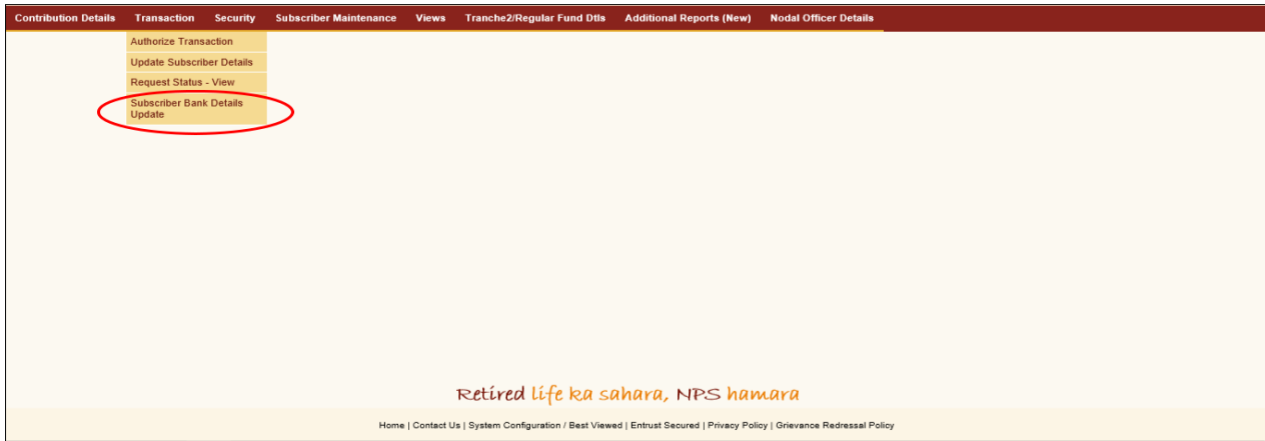 Contribution Details Transaction Security Subscriber Maintenance Views Tranche2/Regular Fund Dtls Additional Reports (New) Nodal Officer Details
Authorize Transaction
Update Subscriber Details
Request Status - View
Subscriber Bank Details
Update
Retired life ka sahara, NPS hamara
Home | Contact Us | System Configuration / Best Viewed | Entrust Secured | Privacy Policy | Grievance Redressal Policy